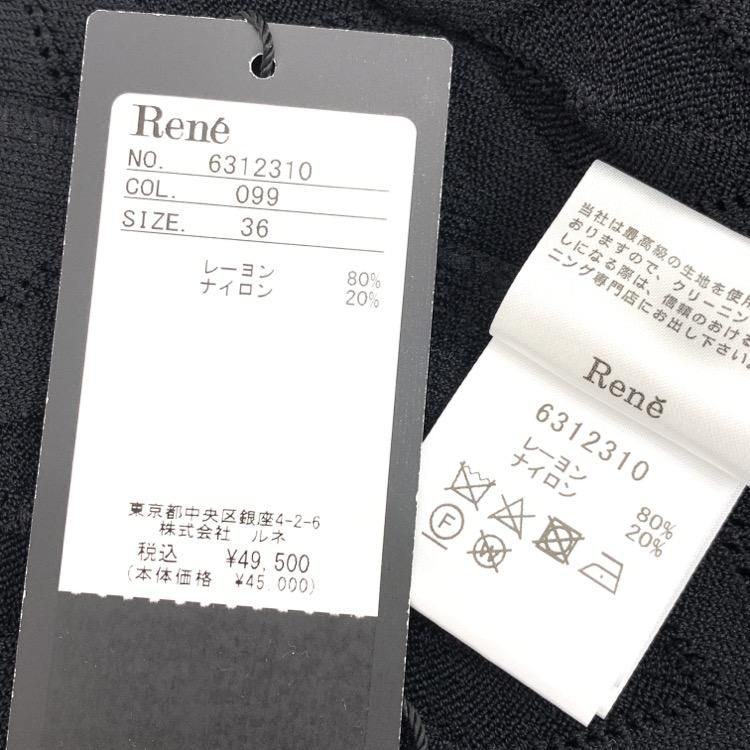 René
NO. 6312310
COL. 099
SIZE. 36
レーヨン 80%
ナイロン 20%
東京都中央区銀座4-2-6
株式会社 ルネ
税込 ¥49,500
(本体価格 ¥45,000)
当社は最高級の生地を使用
おりますので、クリーニン
しになる際は、信頼のおける
ニング専門店にお出し下さい
René
6312310
レーヨン 80%
ナイロン 20%
F
W